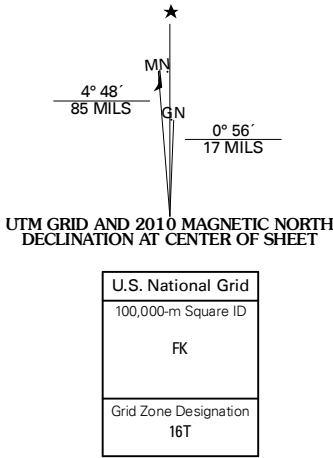 MN
4° 48´
85 MILS
GN
0° 56´
17 MILS
UTM GRID AND 2010 MAGNETIC NORTH
DECLINATION AT CENTER OF SHEET
U.S. National Grid
100,000-m Square ID
FK
Grid Zone Designation
16T